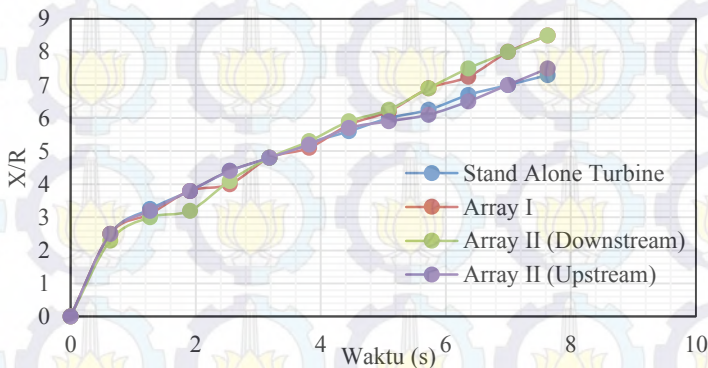 9
8
7
6
5
4
3
2
1
0
X/R
Stand Alone Turbine
Array I
Array II (Downstream)
Array II (Upstream)
0 2 4 6 8 10
Waktu (s)